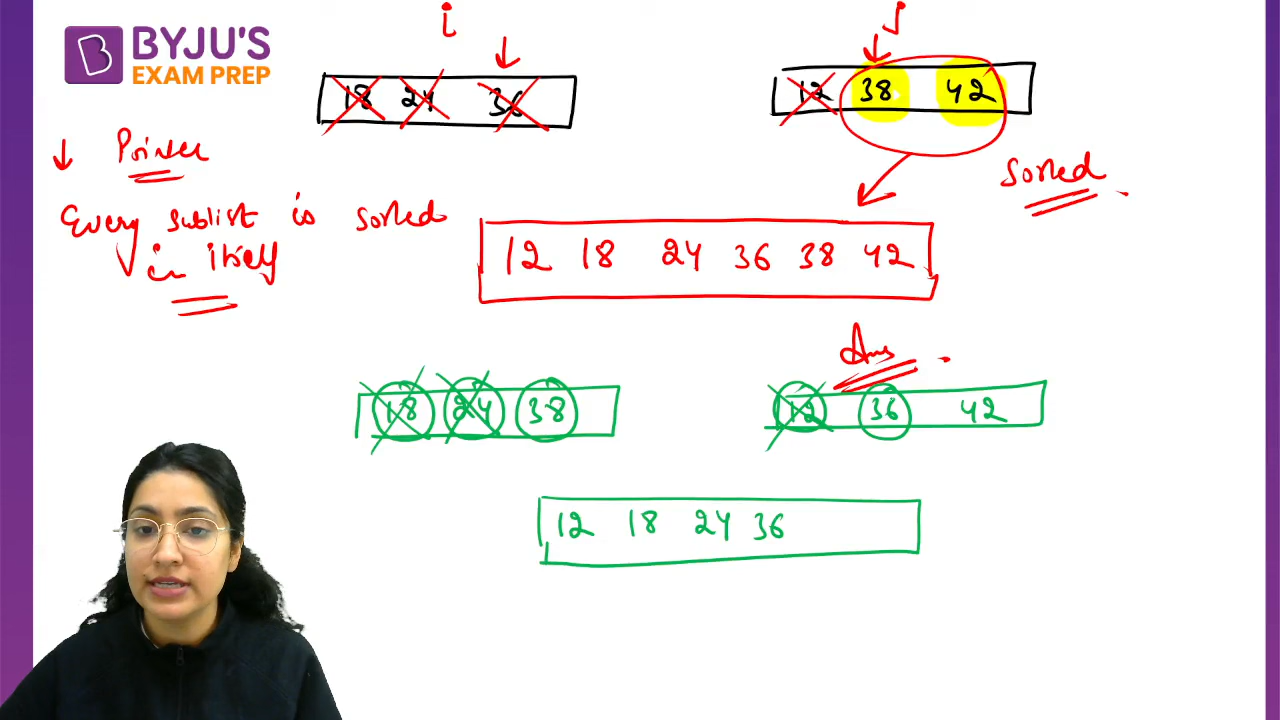 BYJU'S
EXAM PREP
i
j
18 24 36
12 38 42
↓ Pointer
Every sublist is sorted
in itself
sorted
12 18 24 36 38 42
Ans
18 24 38
12 36 42
12 18 24 36